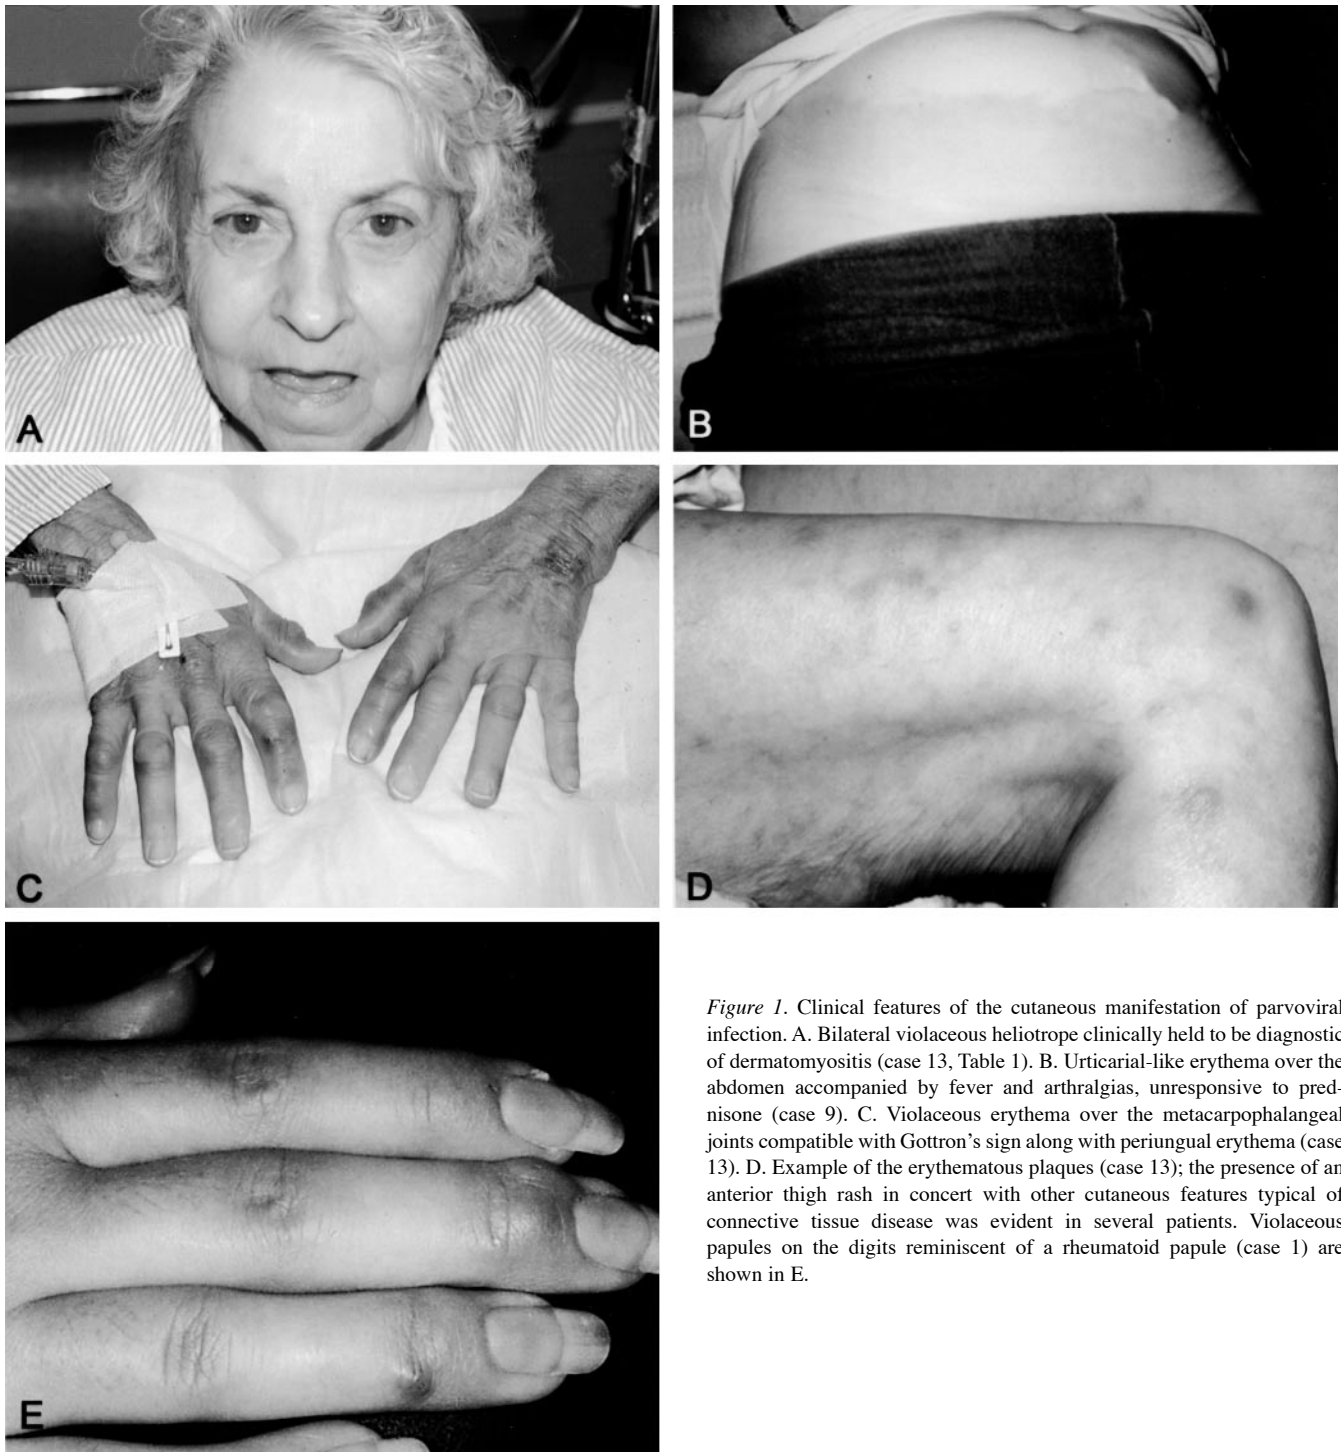 A
B
C
D
E
Figure 1. Clinical features of the cutaneous manifestation of parvoviral
infection. A. Bilateral violaceous heliotrope clinically held to be diagnostic
of dermatomyositis (case 13, Table 1). B. Urticarial-like erythema over the
abdomen accompanied by fever and arthralgias, unresponsive to pred-
nisone (case 9). C. Violaceous erythema over the metacarpophalangeal
joints compatible with Gottron's sign along with periungual erythema (case
13). D. Example of the erythematous plaques (case 13); the presence of an
anterior thigh rash in concert with other cutaneous features typical of
connective tissue disease was evident in several patients. Violaceous
papules on the digits reminiscent of a rheumatoid papule (case 1) are
shown in E.